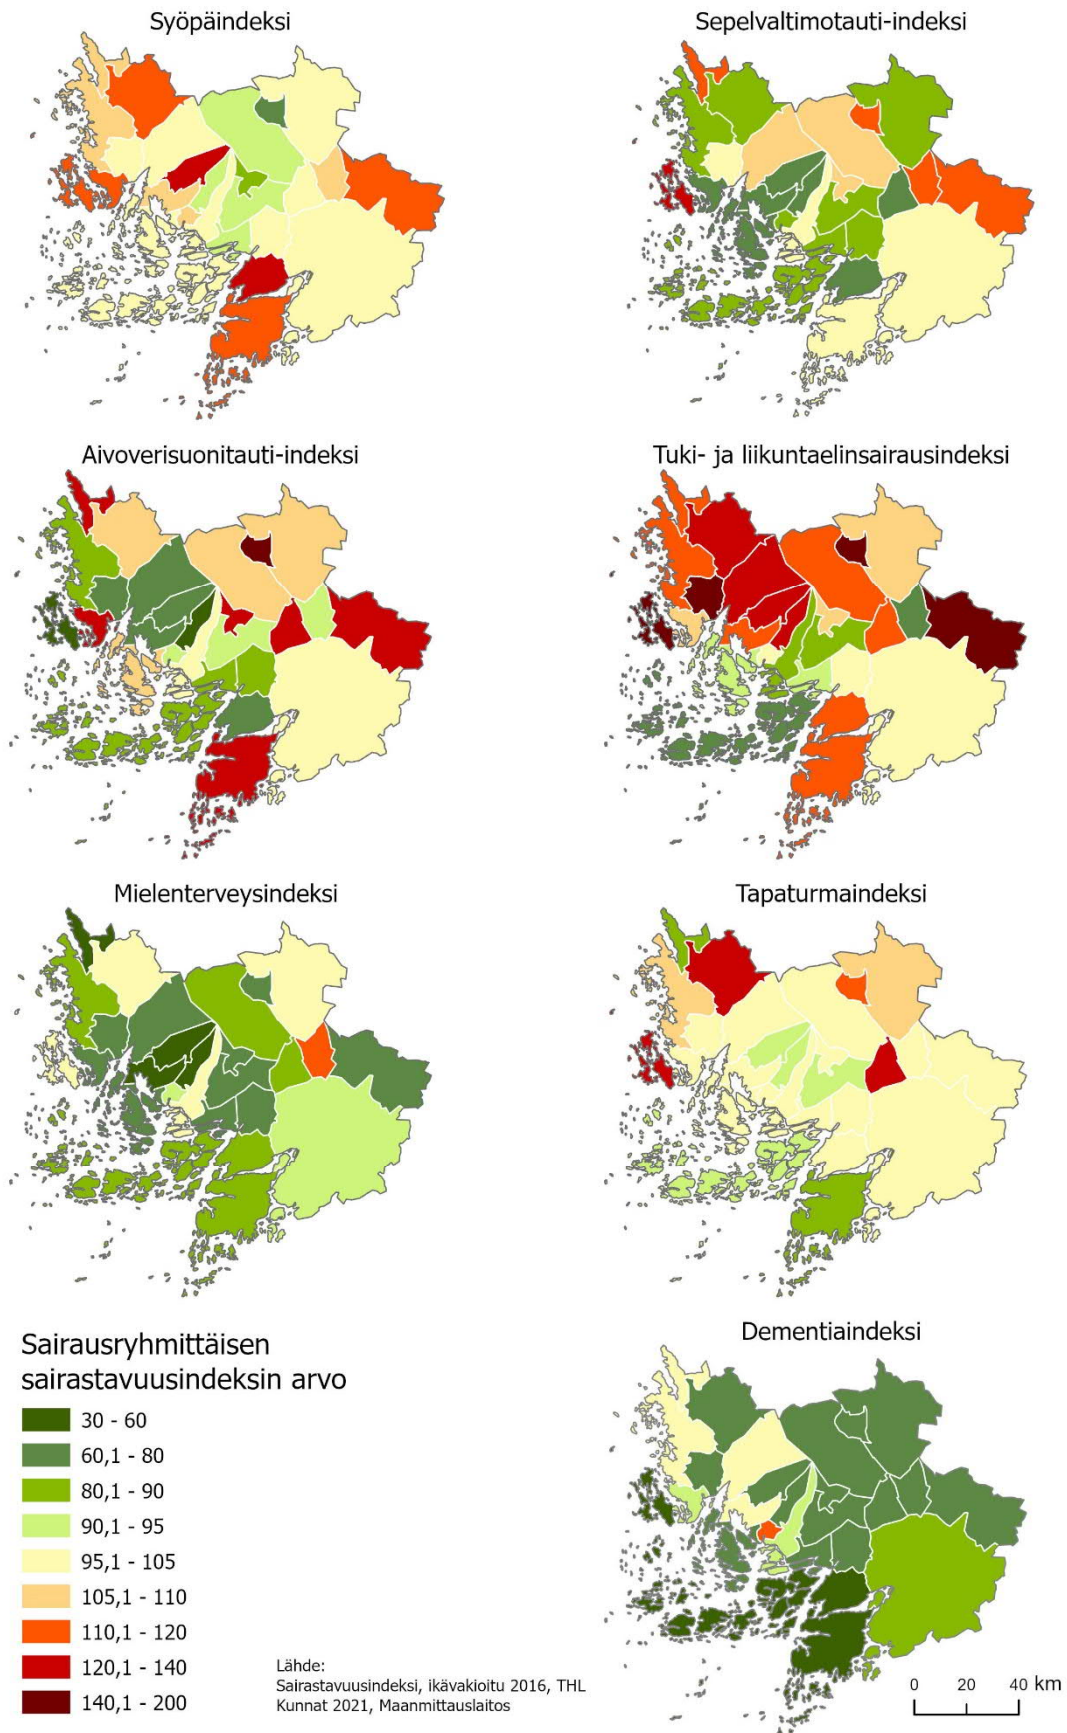 Syöpäindeksi
Sepelvaltimotauti-indeksi
Aivoverisuonitauti-indeksi
Tuki- ja liikuntaelinsairausindeksi
Mielenterveysindeksi
Tapaturmaindeksi
Dementiaindeksi
Sairausryhmittäisen
sairastavuusindeksin arvo
30 - 60
60,1 - 80
80,1 - 90
90,1 - 95
95,1 - 105
105,1 - 110
110,1 - 120
120,1 - 140
140,1 - 200
Lähde:
Sairastavuusindeksi, ikävakioitu 2016, THL
Kunnat 2021, Maanmittauslaitos
0 20 40 km